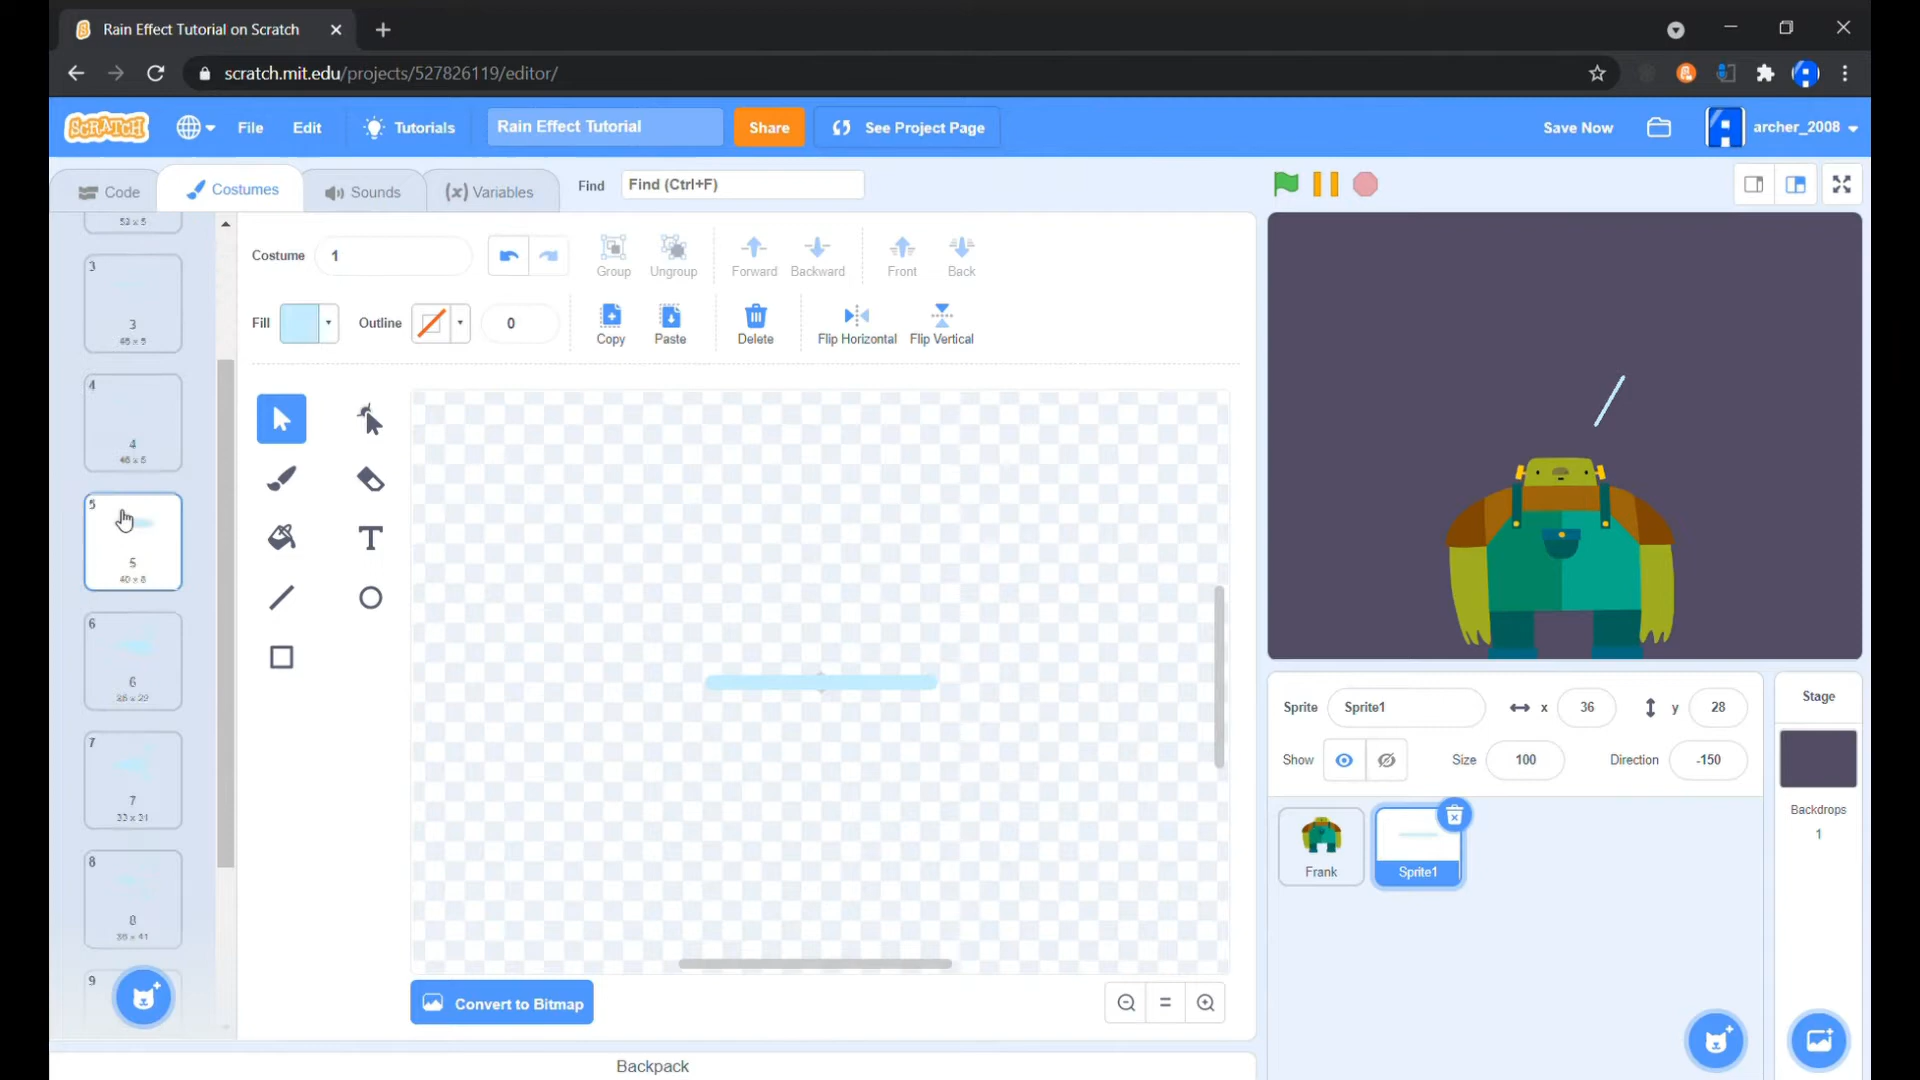 Rain Effect Tutorial on Scratch
scratch.mit.edu/projects/527826119/editor/
SCRATCH
File
Edit
Tutorials
Rain Effect Tutorial
Share
See Project Page
Save Now
archer_2008
Code
Costumes
Sounds
(x) Variables
Find
Find (Ctrl+F)
Costume
1
Group
Ungroup
Forward
Backward
Front
Back
Fill
Outline
0
Copy
Paste
Delete
Flip Horizontal
Flip Vertical
3
3
4
4
5
5
6
6
7
7
8
8
9
Convert to Bitmap
Backpack
Sprite
Sprite1
x
36
y
28
Show
Size
100
Direction
-150
Frank
Sprite1
Stage
Backdrops
1